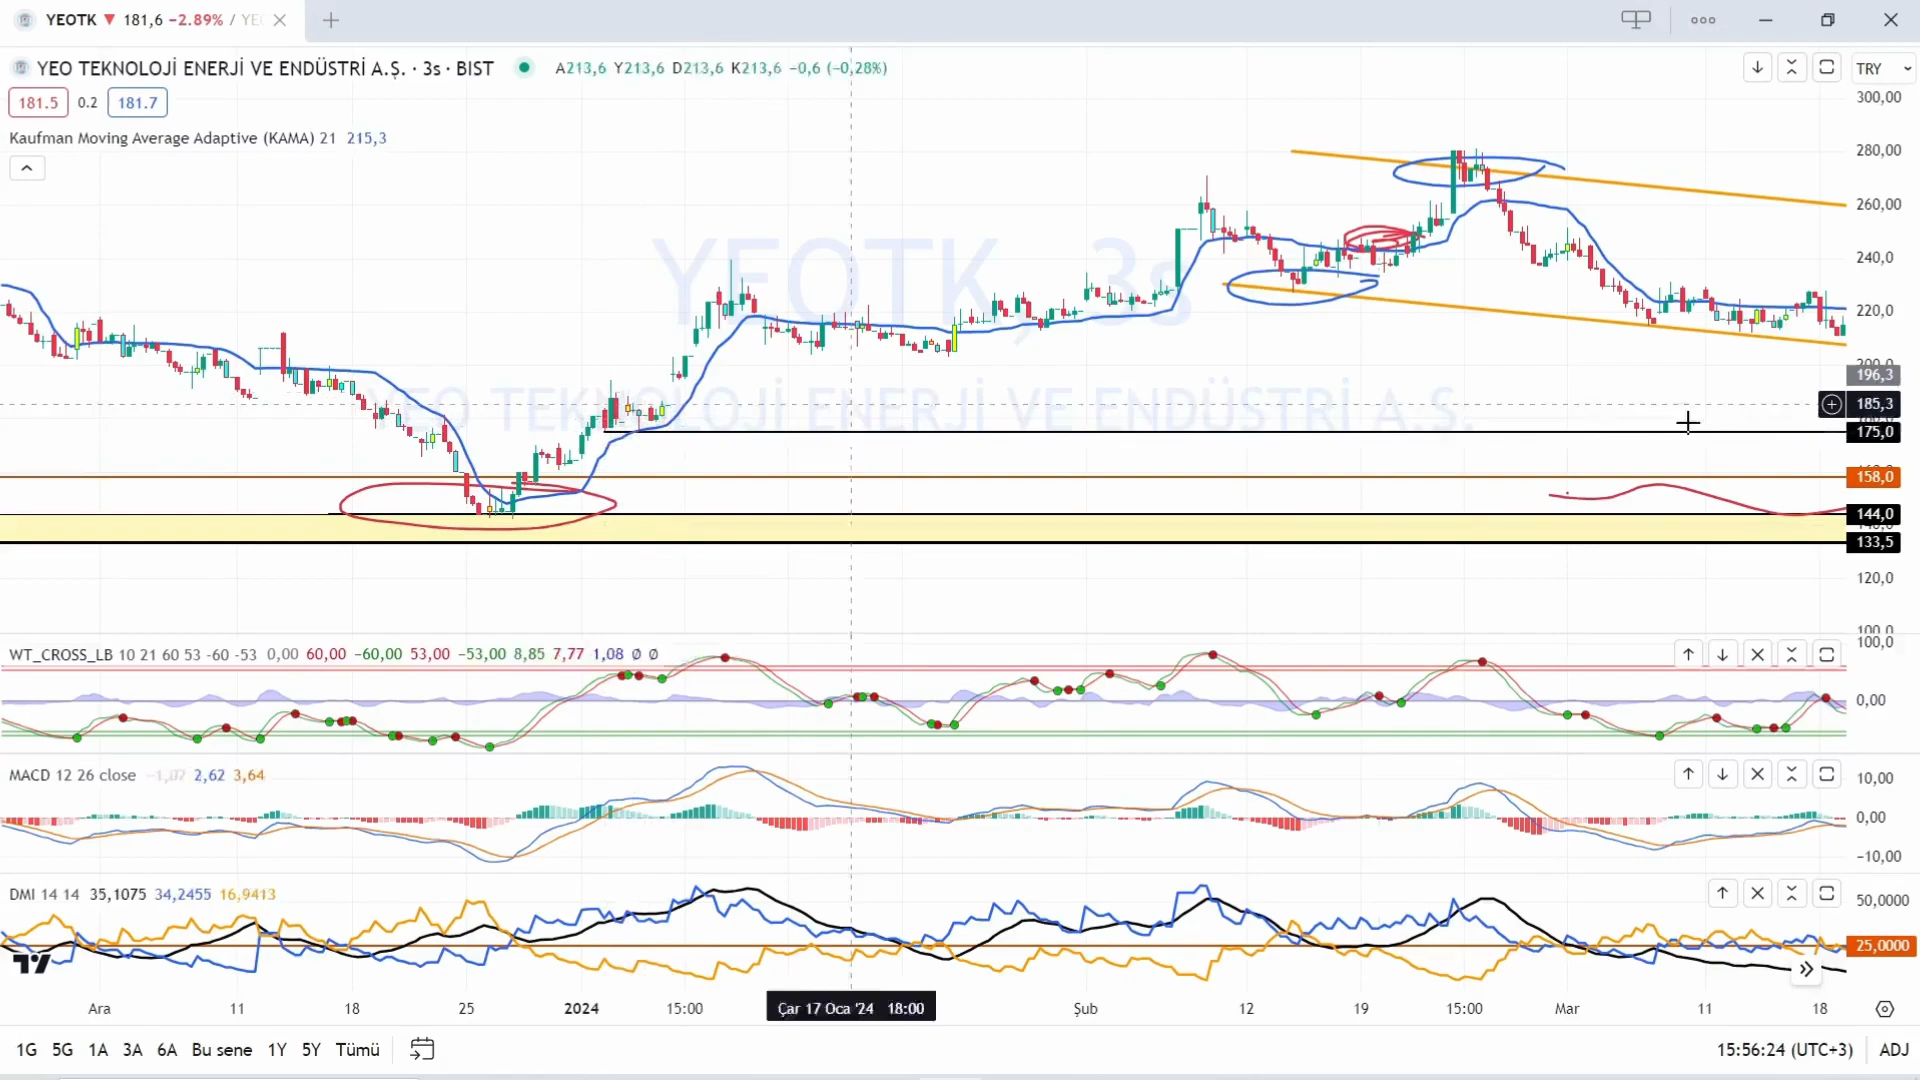 YEOTK ▼ 181,6 −2.89% / YE
YEO TEKNOLOJİ ENERJİ VE ENDÜSTRİ A.Ş. · 3s · BIST
A213,6 Y213,6 D213,6 K213,6 −0,6 (−0,28%)
TRY
181.5 0.2 181.7
Kaufman Moving Average Adaptive (KAMA) 21 215,3
YEOTK, 3s
YEO TEKNOLOJİ ENERJİ VE ENDÜSTRİ A.Ş.
300,00
280,00
260,00
240,0
220,0
200,0
196,3
185,3
175,0
158,0
144,0
133,5
120,0
100,0
WT_CROSS_LB 10 21 60 53 -60 -53 0,00 60,00 −60,00 53,00 −53,00 8,85 7,77 1,08 ∅ ∅
100,0
0,00
MACD 12 26 close −1,02 2,62 3,64
10,00
0,00
−10,00
DMI 14 14 35,1075 34,2455 16,9413
50,0000
25,0000
Ara 11 18 25 2024 15:00 Çar 17 Oca '24 18:00 Şub 12 19 15:00 Mar 11 18
1G 5G 1A 3A 6A Bu sene 1Y 5Y Tümü
15:56:24 (UTC+3) ADJ